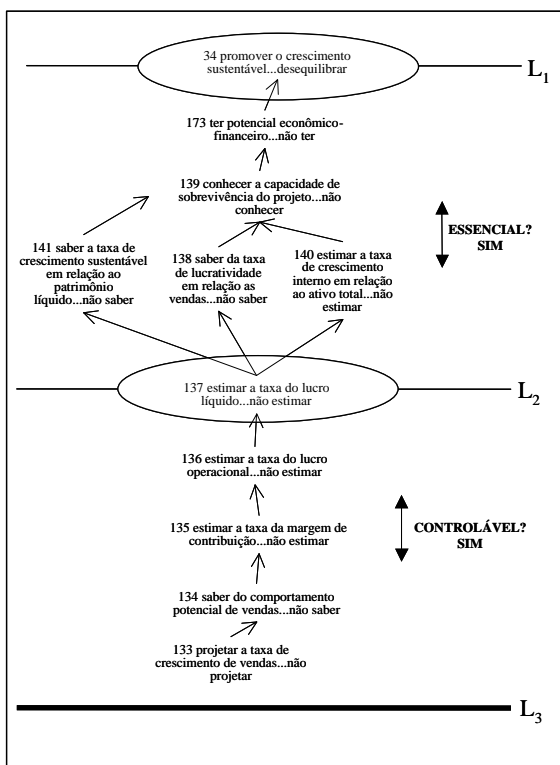 34 promover o crescimento
sustentável...desequilibrar
L1
173 ter potencial econômico-
financeiro...não ter
139 conhecer a capacidade de
sobrevivência do projeto...não
conhecer
ESSENCIAL?
SIM
141 saber a taxa de
crescimento sustentável
em relação ao
patrimônio
líquido...não saber
138 saber da taxa
de lucratividade
em relação as
vendas...não saber
140 estimar a taxa
de crescimento
interno em relação
ao ativo total...não
estimar
137 estimar a taxa do lucro
líquido...não estimar
L2
136 estimar a taxa do lucro
operacional...não estimar
135 estimar a taxa da margem de
contribuição...não estimar
CONTROLÁVEL?
SIM
134 saber do comportamento
potencial de vendas...não saber
133 projetar a taxa de
crescimento de vendas...não
projetar
L3